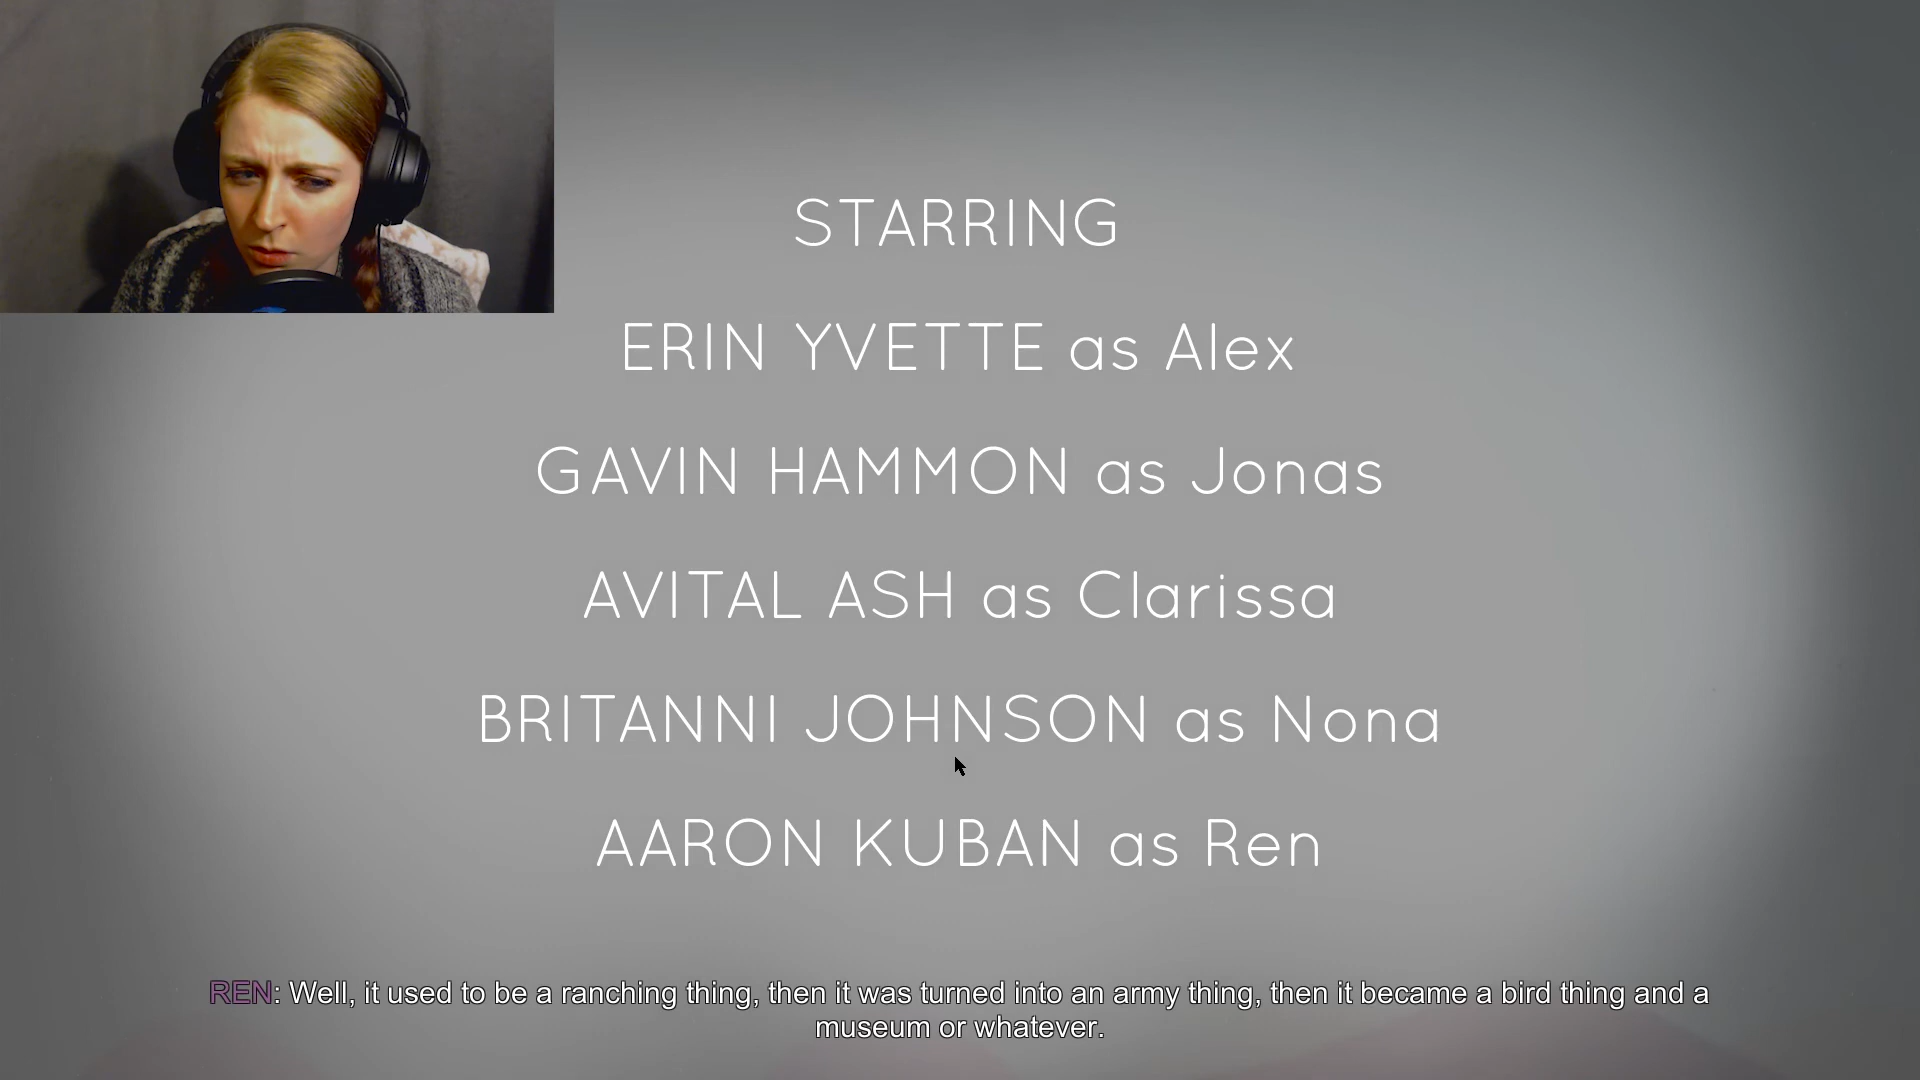 STARRING
ERIN YVETTE as Alex
GAVIN HAMMON as Jonas
AVITAL ASH as Clarissa
BRITANNI JOHNSON as Nona
AARON KUBAN as Ren
REN: Well, it used to be a ranching thing, then it was turned into an army thing, then it became a bird thing and a
museum or whatever.